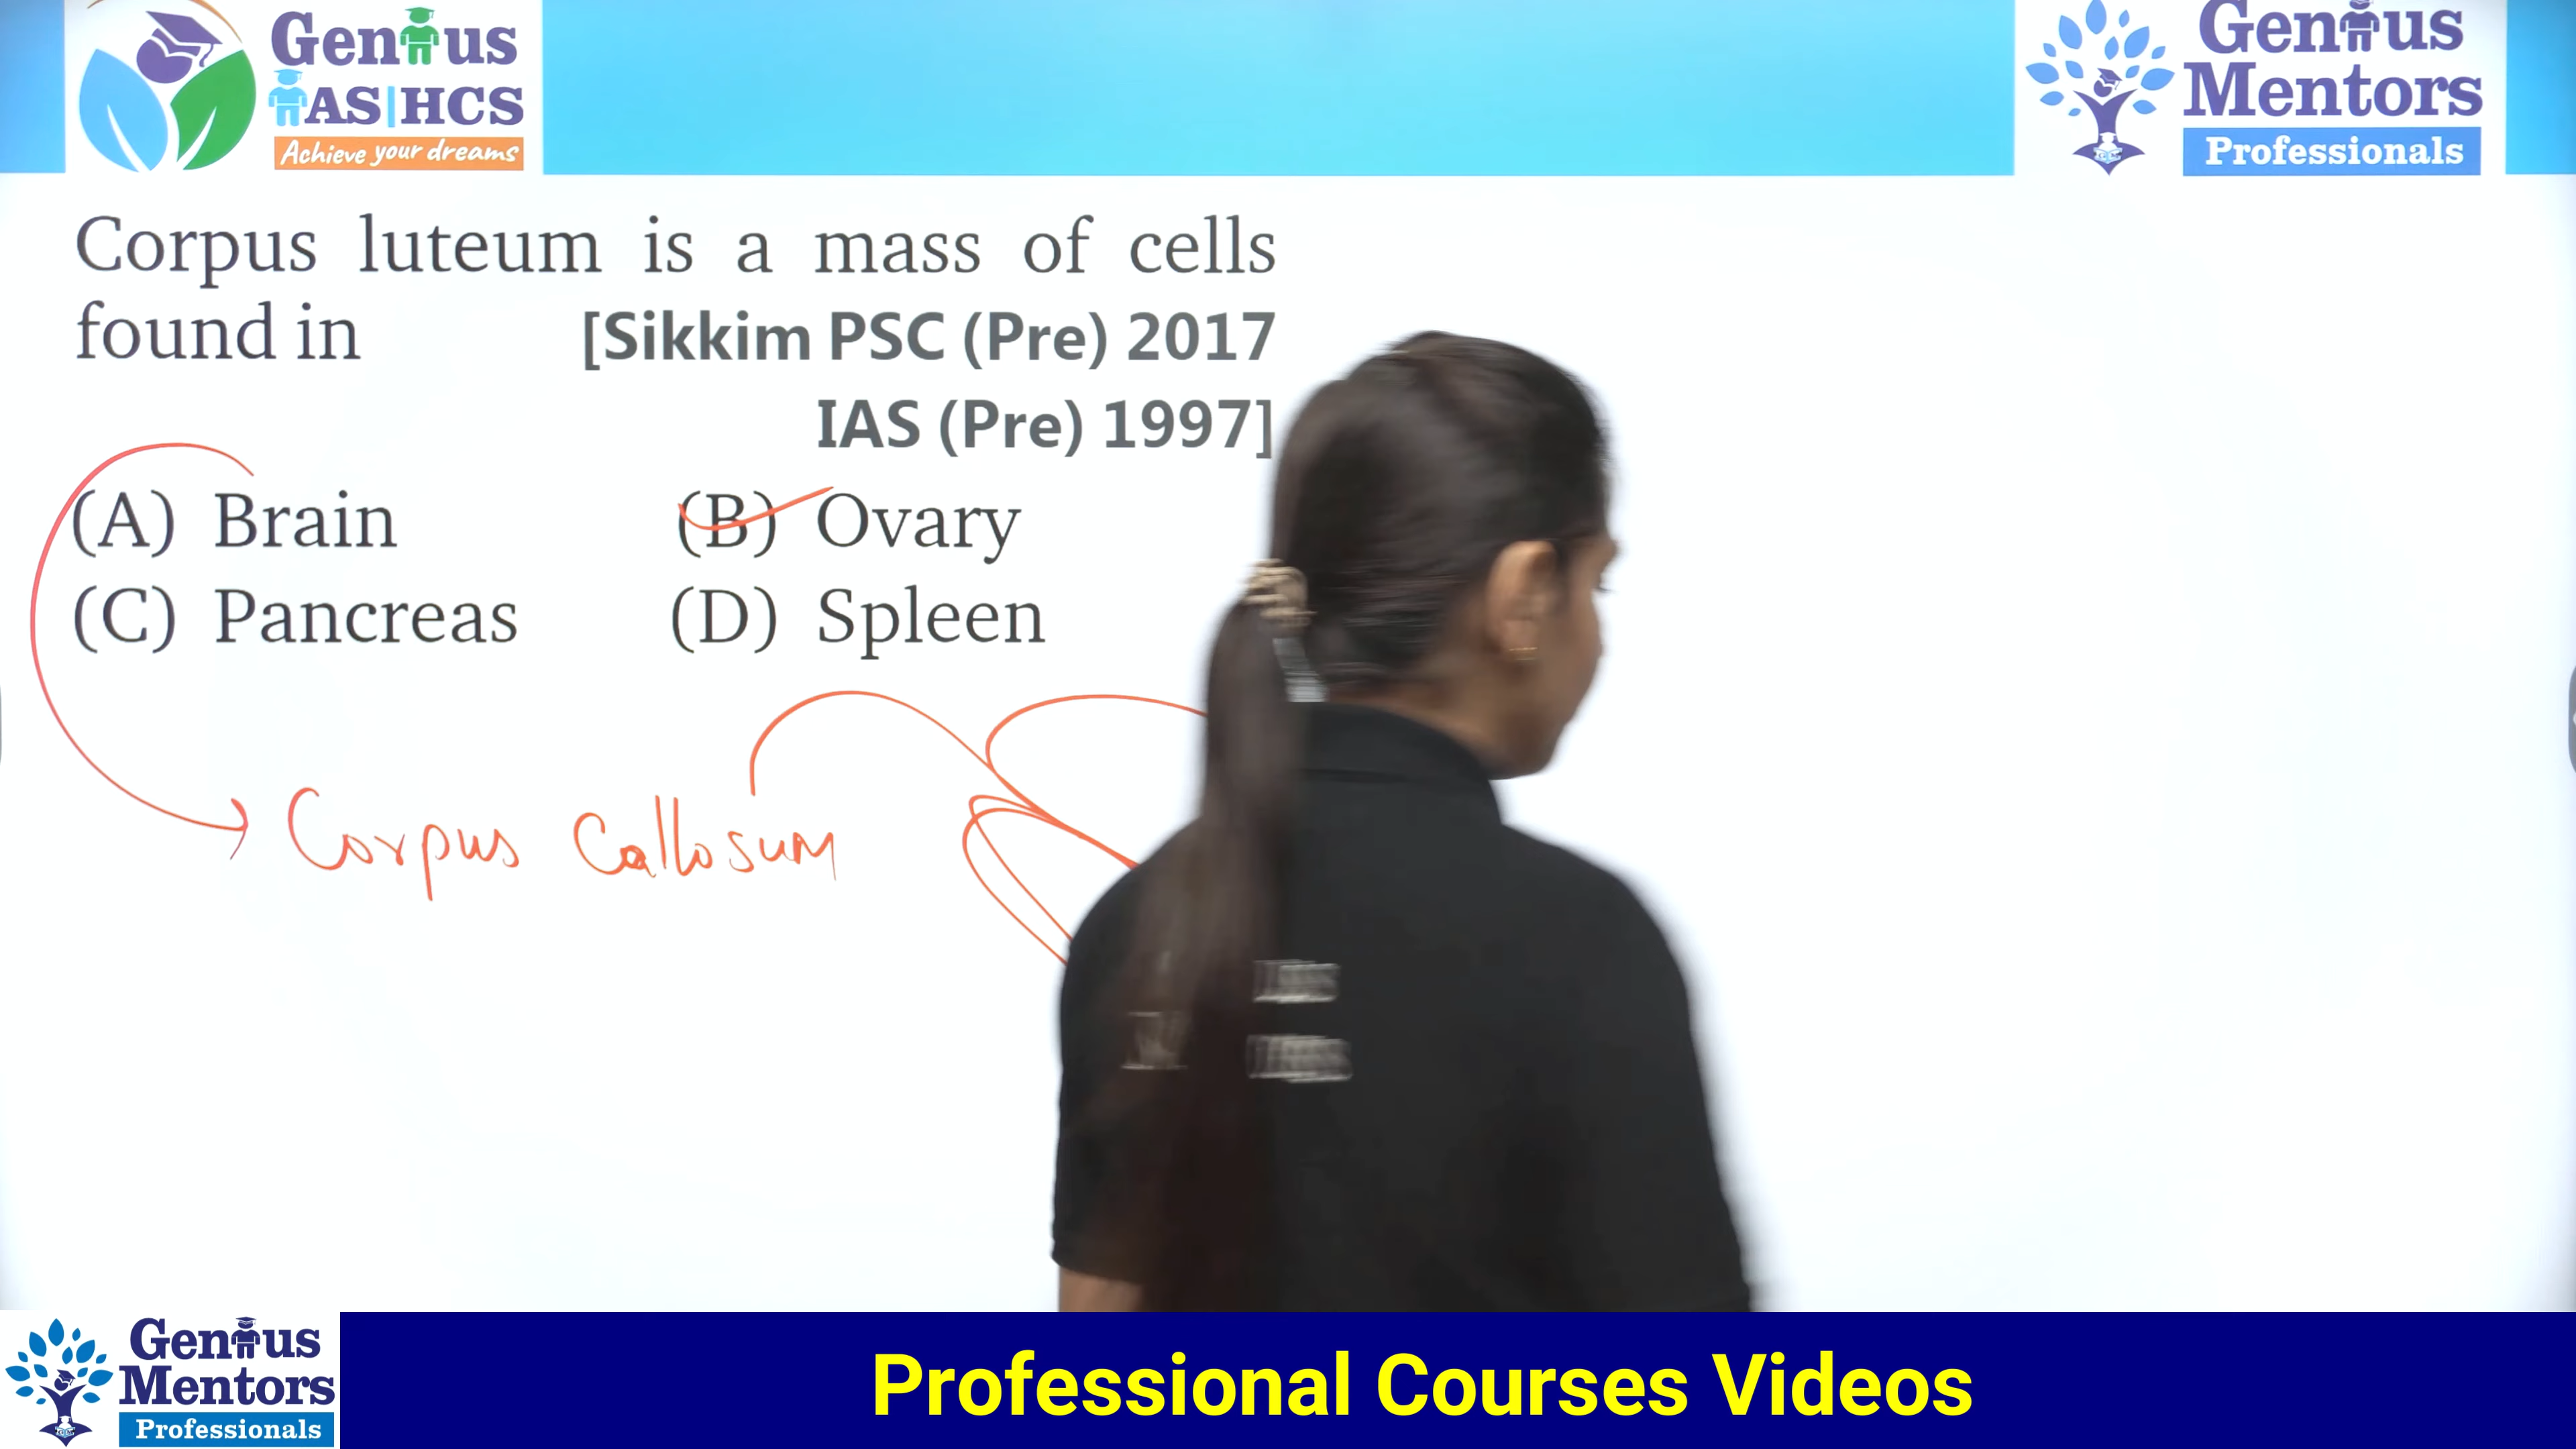 Genius
IAS|HCS
Achieve your dreams
Genius
Mentors
Professionals
Corpus luteum is a mass of cells
found in [Sikkim PSC (Pre) 2017
IAS (Pre) 1997]
(A) Brain (B) Ovary
(C) Pancreas (D) Spleen
Corpus Callosum
Genius
Mentors
Professionals
Professional Courses Videos